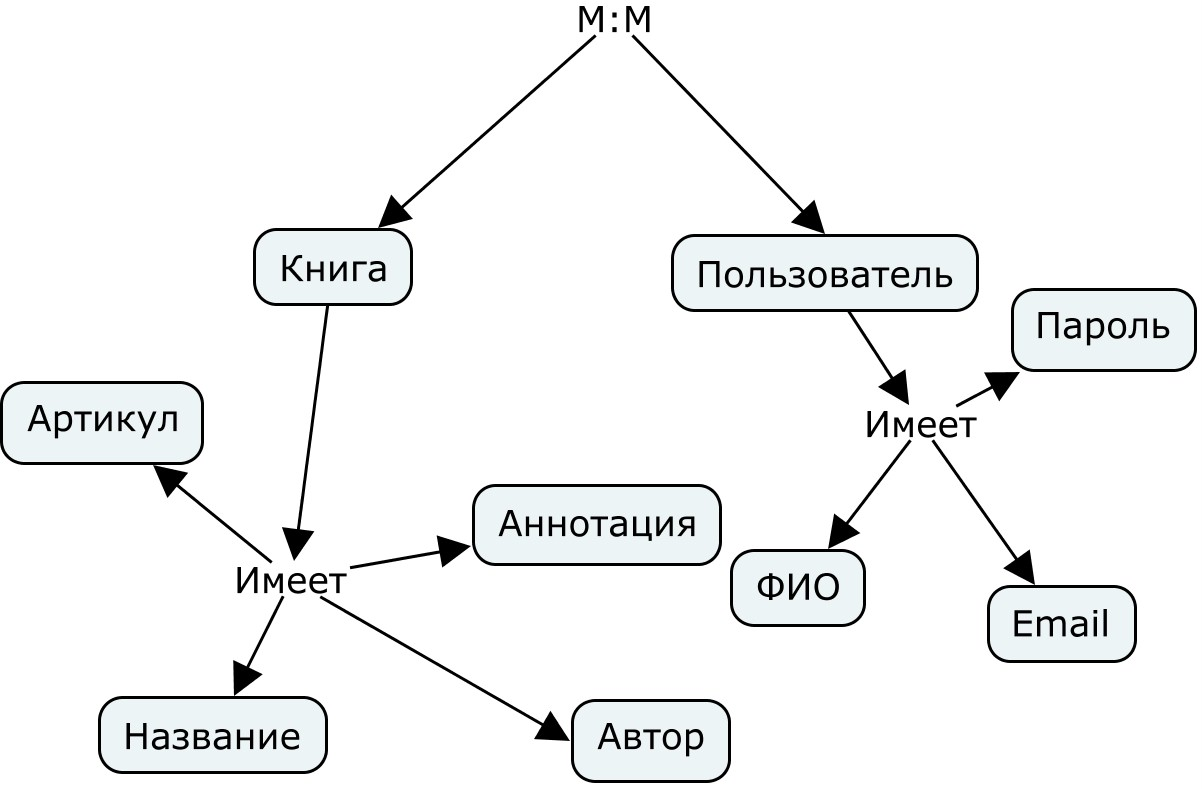 М:М
Книга
Пользователь
Пароль
Артикул
Имеет
Аннотация
Имеет
ФИО
Email
Название
Автор